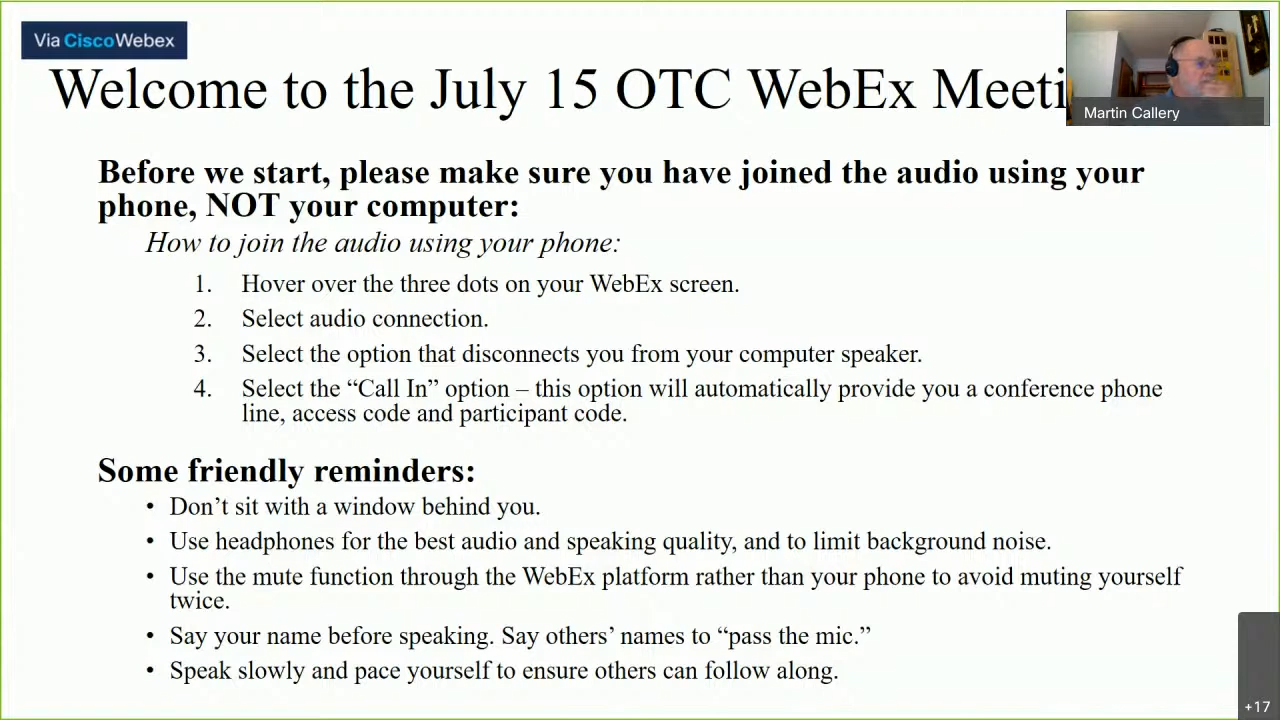 Via Cisco Webex
Welcome to the July 15 OTC WebEx Meeti
Martin Callery
Before we start, please make sure you have joined the audio using your
phone, NOT your computer:
How to join the audio using your phone:
1. Hover over the three dots on your WebEx screen.
2. Select audio connection.
3. Select the option that disconnects you from your computer speaker.
4. Select the “Call In” option – this option will automatically provide you a conference phone
line, access code and participant code.
Some friendly reminders:
• Don’t sit with a window behind you.
• Use headphones for the best audio and speaking quality, and to limit background noise.
• Use the mute function through the WebEx platform rather than your phone to avoid muting yourself
twice.
• Say your name before speaking. Say others’ names to “pass the mic.”
• Speak slowly and pace yourself to ensure others can follow along.
+17